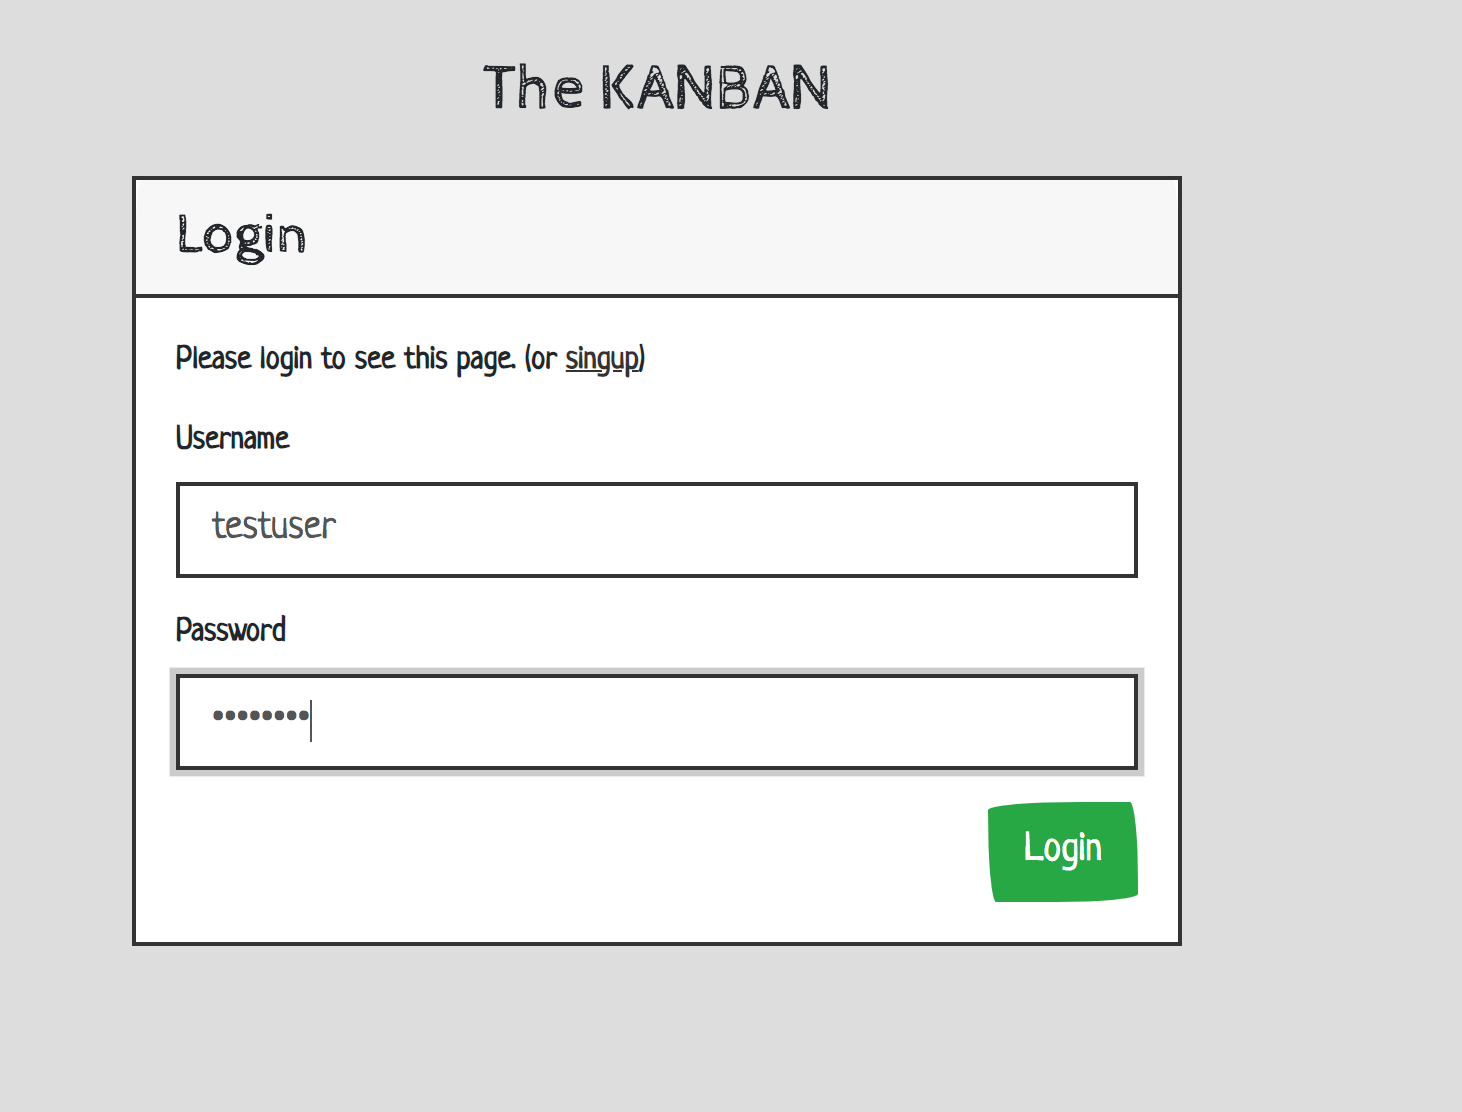 The KANBAN
Login
Please login to see this page. (or singup)
Username
testuser
Password
••••••••
Login